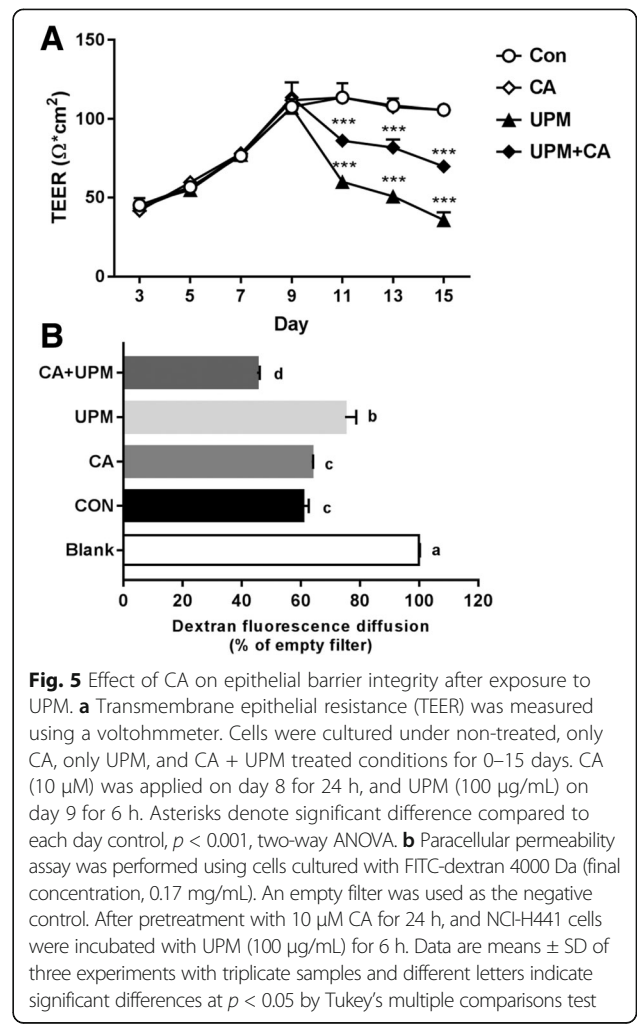 A
150
100
50
0
TEER (Ω*cm²)
***
***
***
***
***
***
3 5 7 9 11 13 15
Day
Con
CA
UPM
UPM+CA
B
CA+UPM d
UPM b
CA c
CON c
Blank a
0 20 40 60 80 100 120
Dextran fluorescence diffusion
(% of empty filter)
Fig. 5 Effect of CA on epithelial barrier integrity after exposure to
UPM. a Transmembrane epithelial resistance (TEER) was measured
using a voltohmmeter. Cells were cultured under non-treated, only
CA, only UPM, and CA + UPM treated conditions for 0–15 days. CA
(10 μM) was applied on day 8 for 24 h, and UPM (100 μg/mL) on
day 9 for 6 h. Asterisks denote significant difference compared to
each day control, p < 0.001, two-way ANOVA. b Paracellular permeability
assay was performed using cells cultured with FITC-dextran 4000 Da (final
concentration, 0.17 mg/mL). An empty filter was used as the negative
control. After pretreatment with 10 μM CA for 24 h, and NCI-H441 cells
were incubated with UPM (100 μg/mL) for 6 h. Data are means ± SD of
three experiments with triplicate samples and different letters indicate
significant differences at p < 0.05 by Tukey's multiple comparisons test